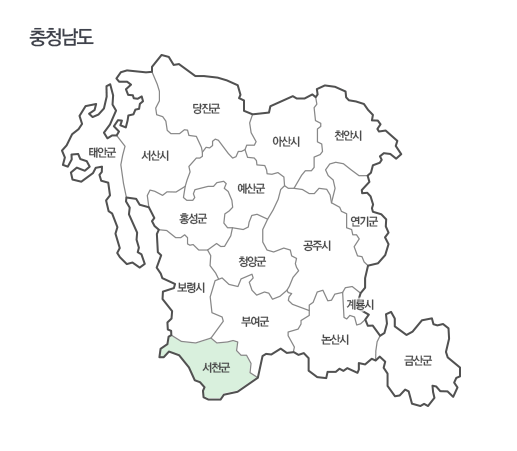 충청남도
당진군
아산시
천안시
태안군
서산시
예산군
홍성군
연기군
공주시
청양군
보령시
계룡시
부여군
논산시
금산군
서천군